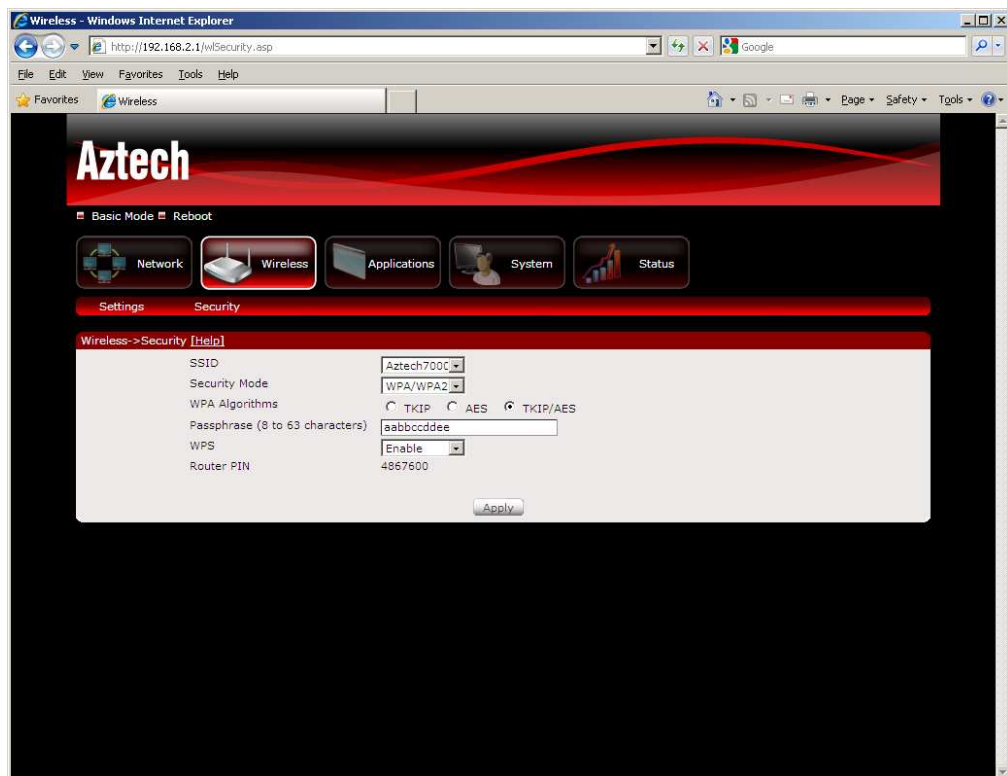 Wireless - Windows Internet Explorer
http://192.168.2.1/wlSecurity.asp
Google
File Edit View Favorites Tools Help
Favorites Wireless Page Safety Tools
Aztech
Basic Mode Reboot
Network Wireless Applications System Status
Settings Security
Wireless->Security [Help]
SSID Aztech700
Security Mode WPA/WPA2
WPA Algorithms TKIP AES TKIP/AES
Passphrase (8 to 63 characters) aabbccddee
WPS Enable
Router PIN 4867600
Apply